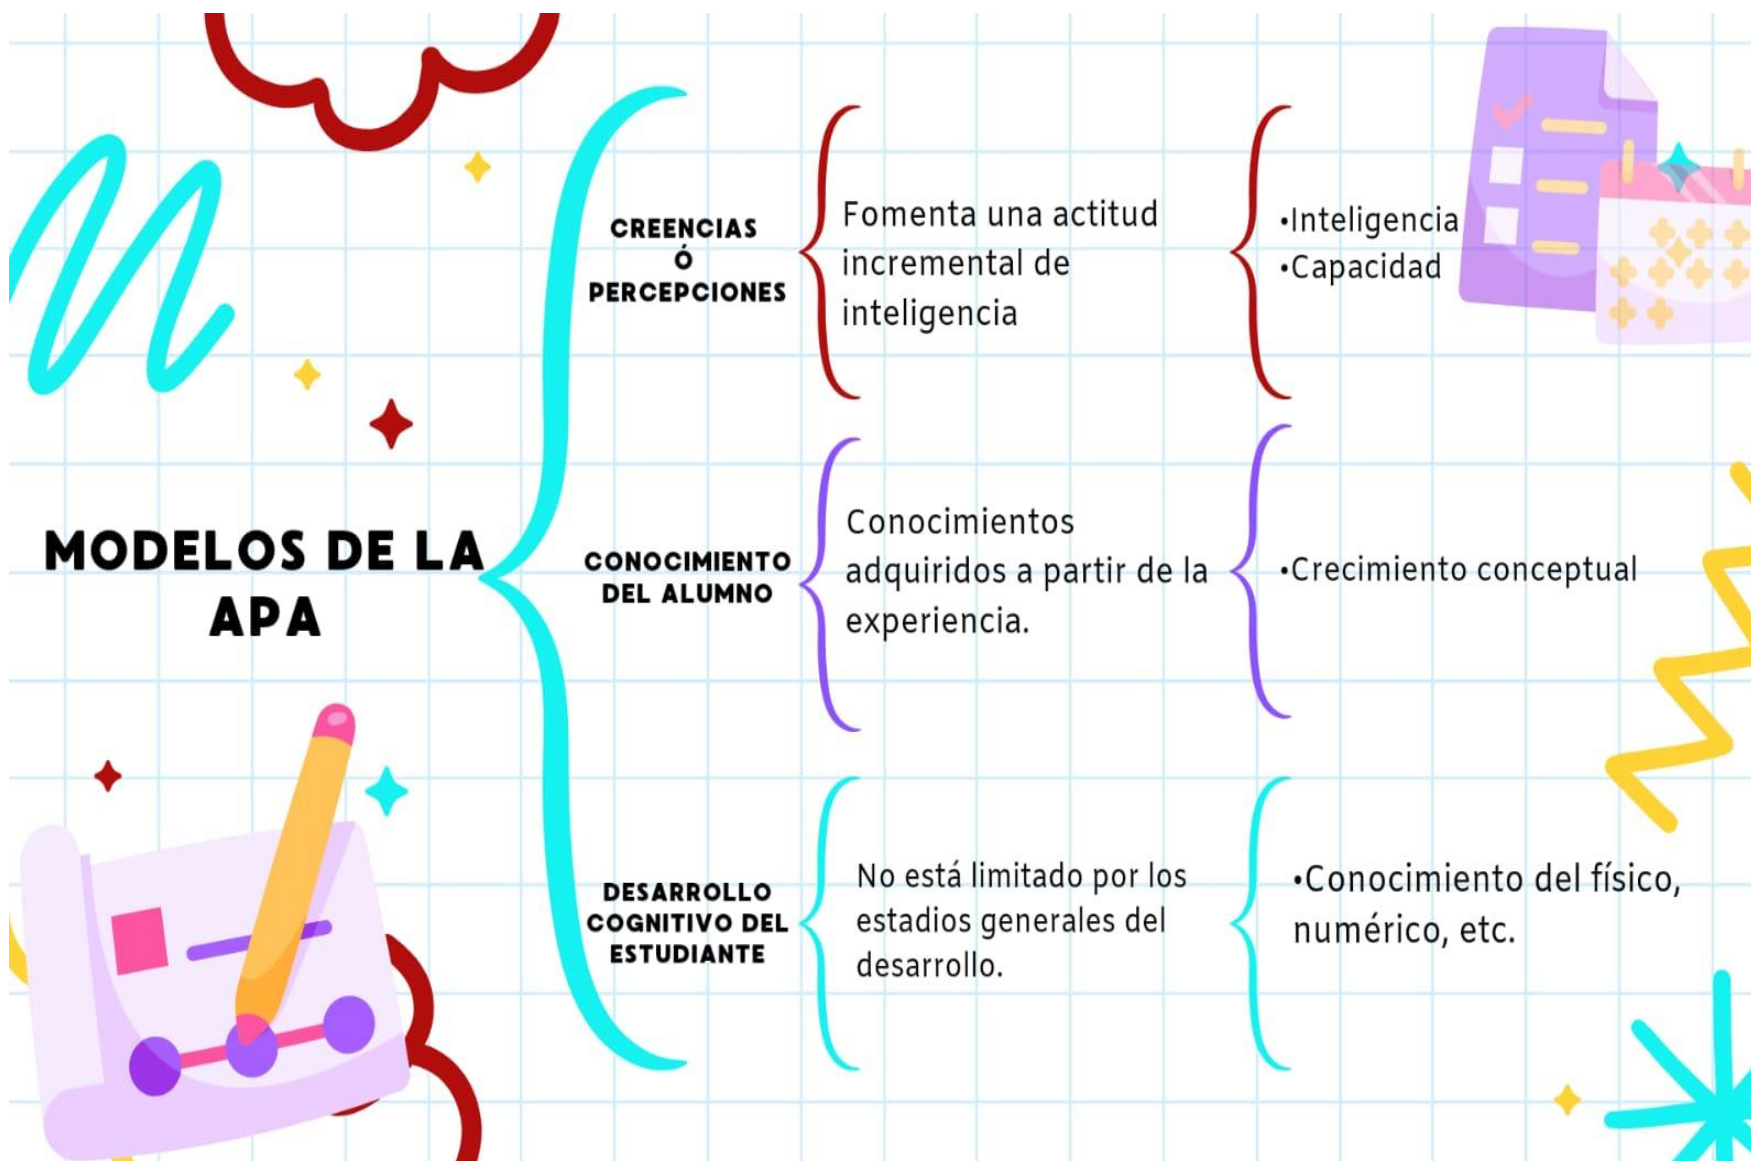 MODELOS DE LA
APA
CREENCIAS
Ó
PERCEPCIONES
Fomenta una actitud
incremental de
inteligencia
•Inteligencia
•Capacidad
CONOCIMIENTO
DEL ALUMNO
Conocimientos
adquiridos a partir de la
experiencia.
•Crecimiento conceptual
DESARROLLO
COGNITIVO DEL
ESTUDIANTE
No está limitado por los
estadios generales del
desarrollo.
•Conocimiento del físico,
numérico, etc.